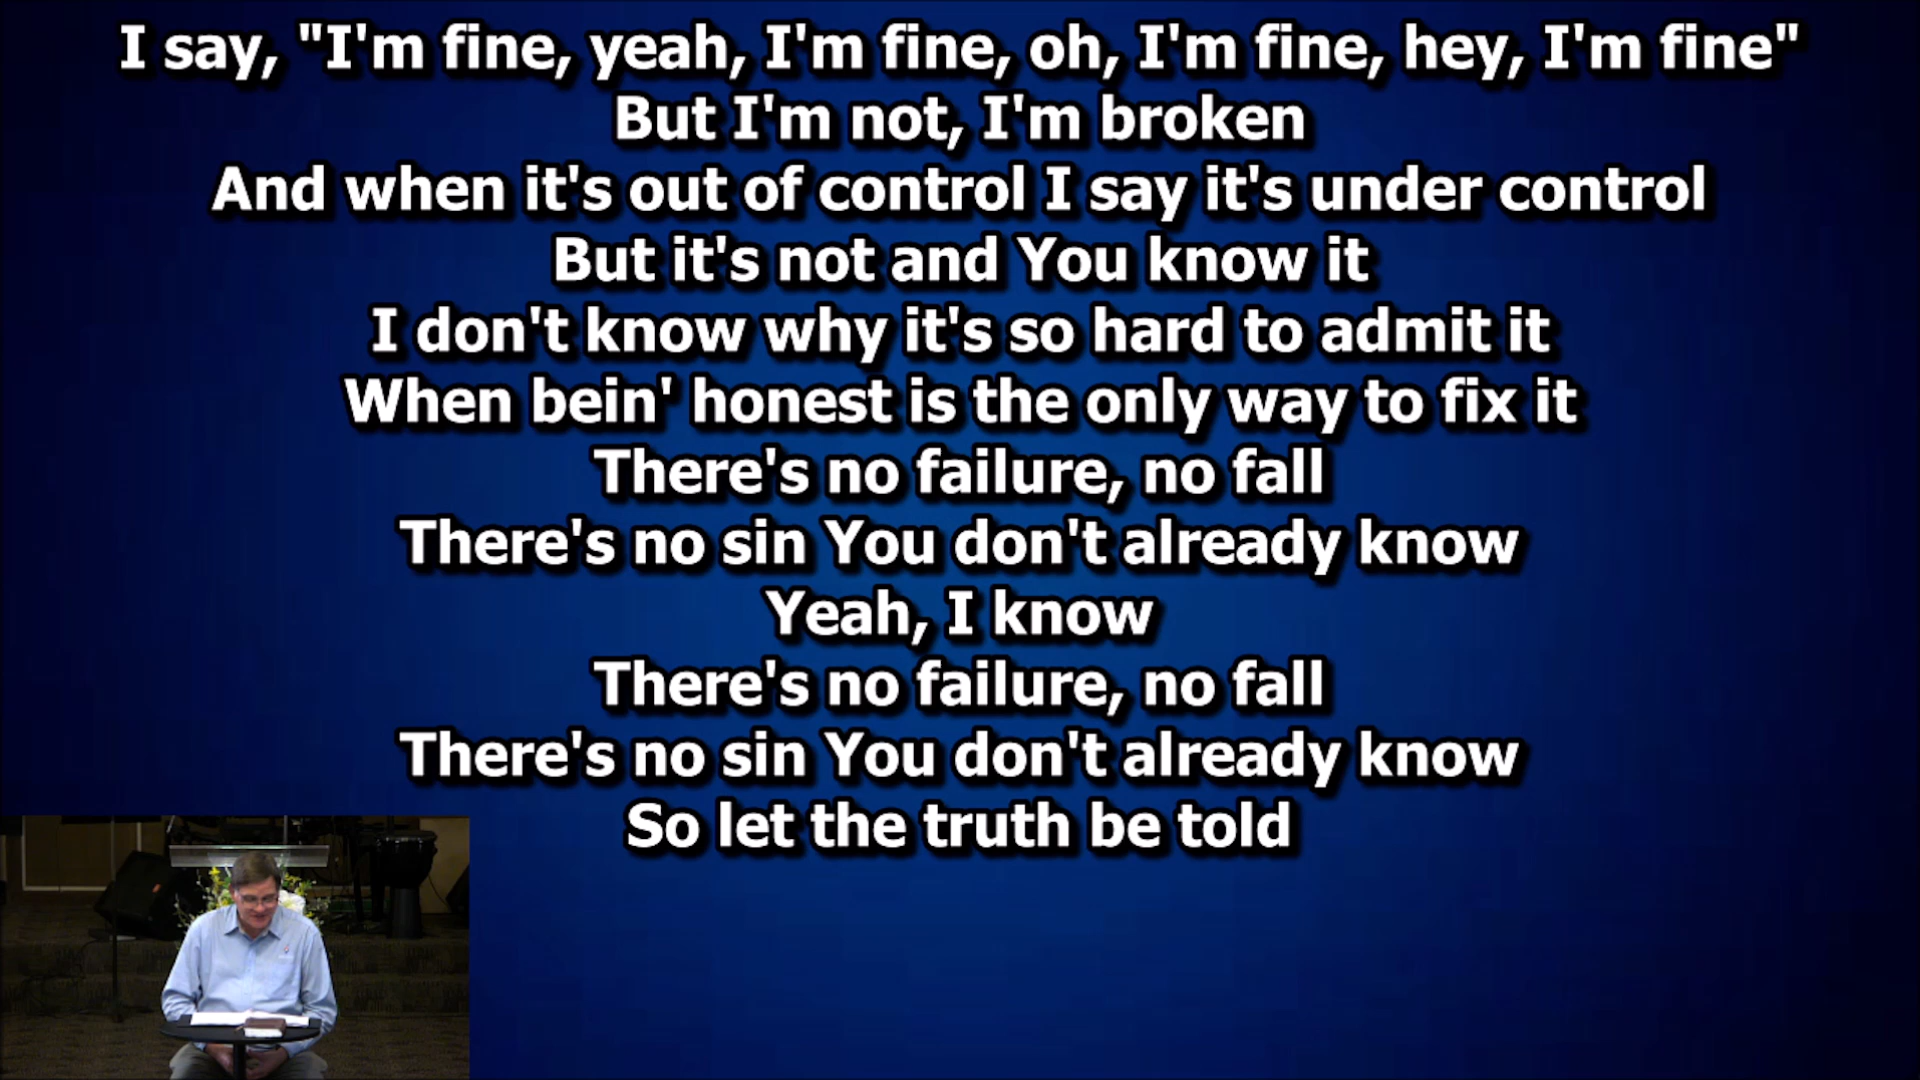 I say, "I'm fine, yeah, I'm fine, oh, I'm fine, hey, I'm fine"
But I'm not, I'm broken
And when it's out of control I say it's under control
But it's not and You know it
I don't know why it's so hard to admit it
When bein' honest is the only way to fix it
There's no failure, no fall
There's no sin You don't already know
Yeah, I know
There's no failure, no fall
There's no sin You don't already know
So let the truth be told